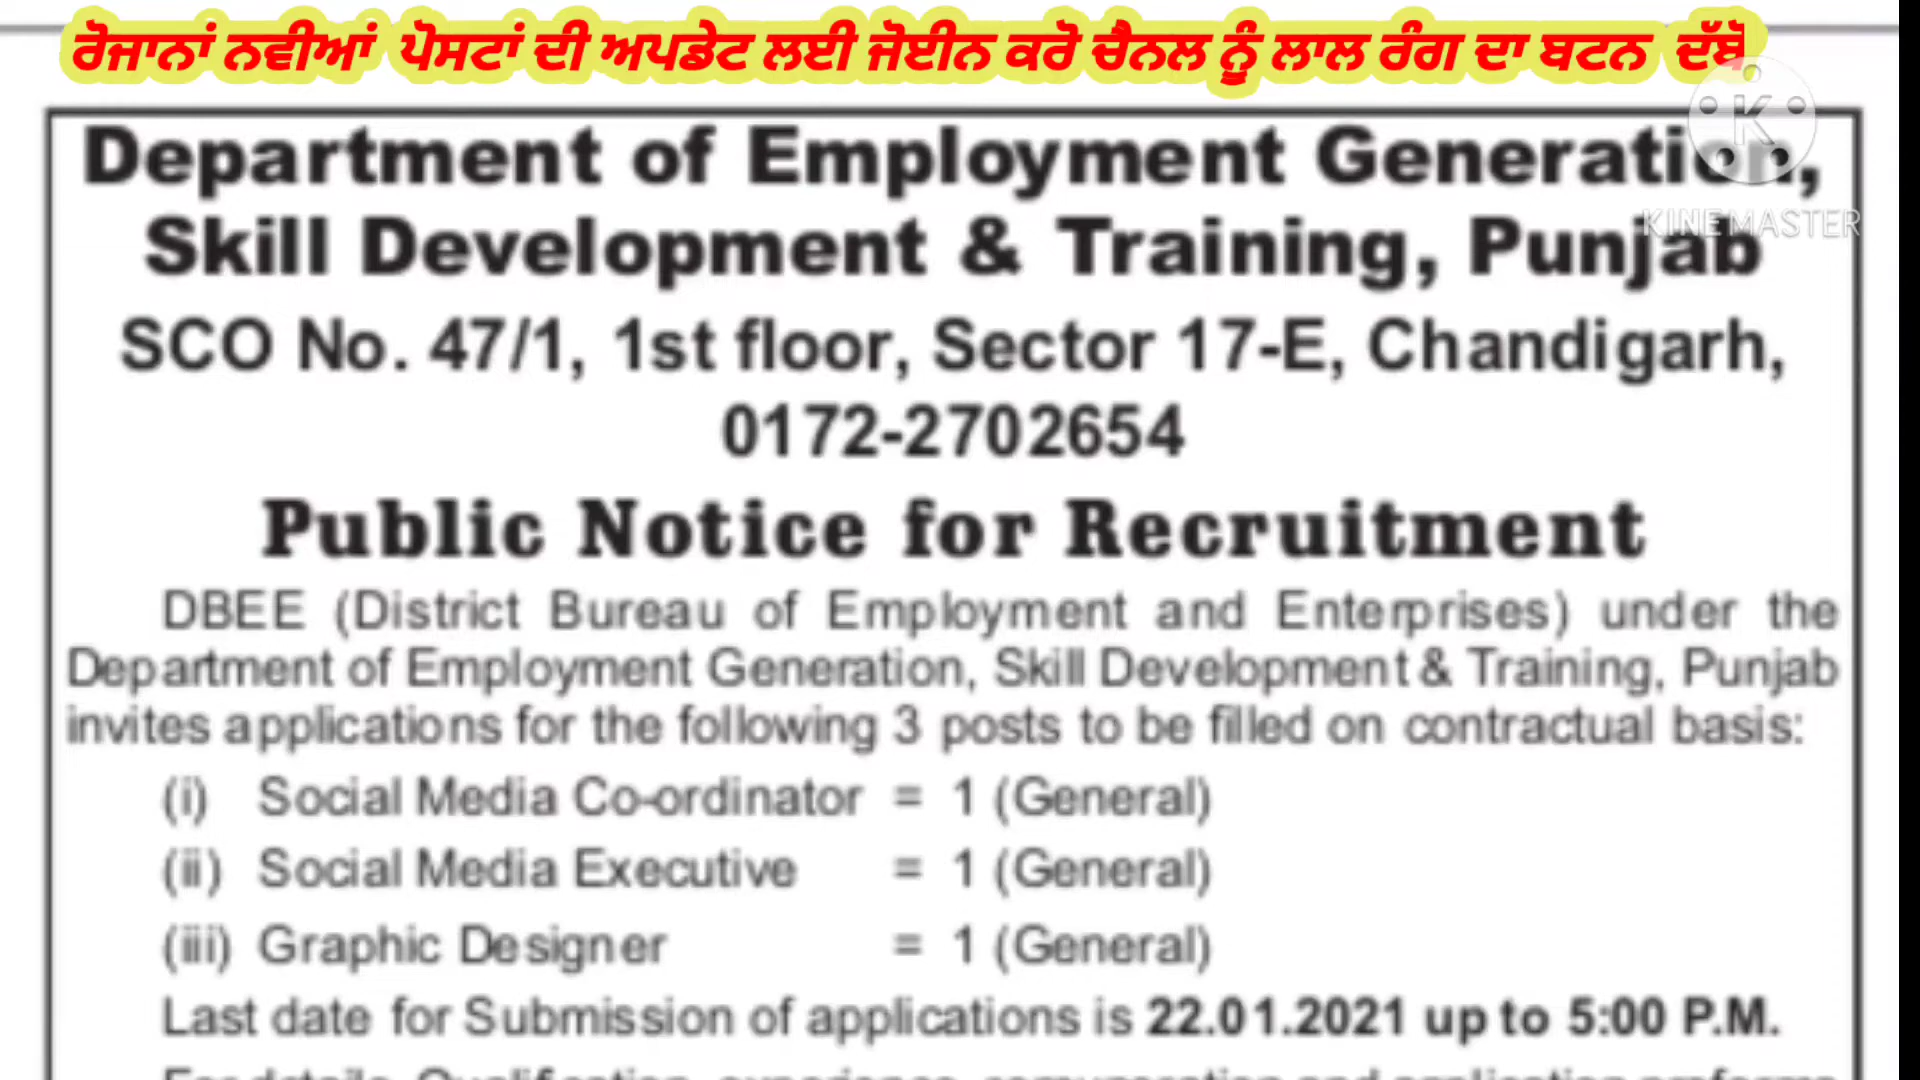 ਰੋਜਾਨਾਂ ਨਵੀਆਂ ਪੋਸਟਾਂ ਦੀ ਅਪਡੇਟ ਲਈ ਜੋਈਨ ਕਰੋ ਚੈਨਲ ਨੂੰ ਲਾਲ ਰੰਗ ਦਾ ਬਟਨ ਦੱਬੋ
Department of Employment Generation,
Skill Development & Training, Punjab
KINEMASTER
SCO No. 47/1, 1st floor, Sector 17-E, Chandigarh,
0172-2702654
Public Notice for Recruitment
DBEE (District Bureau of Employment and Enterprises) under the
Department of Employment Generation, Skill Development & Training, Punjab
invites applications for the following 3 posts to be filled on contractual basis:
(i) Social Media Co-ordinator = 1 (General)
(ii) Social Media Executive = 1 (General)
(iii) Graphic Designer = 1 (General)
Last date for Submission of applications is 22.01.2021 up to 5:00 P.M.